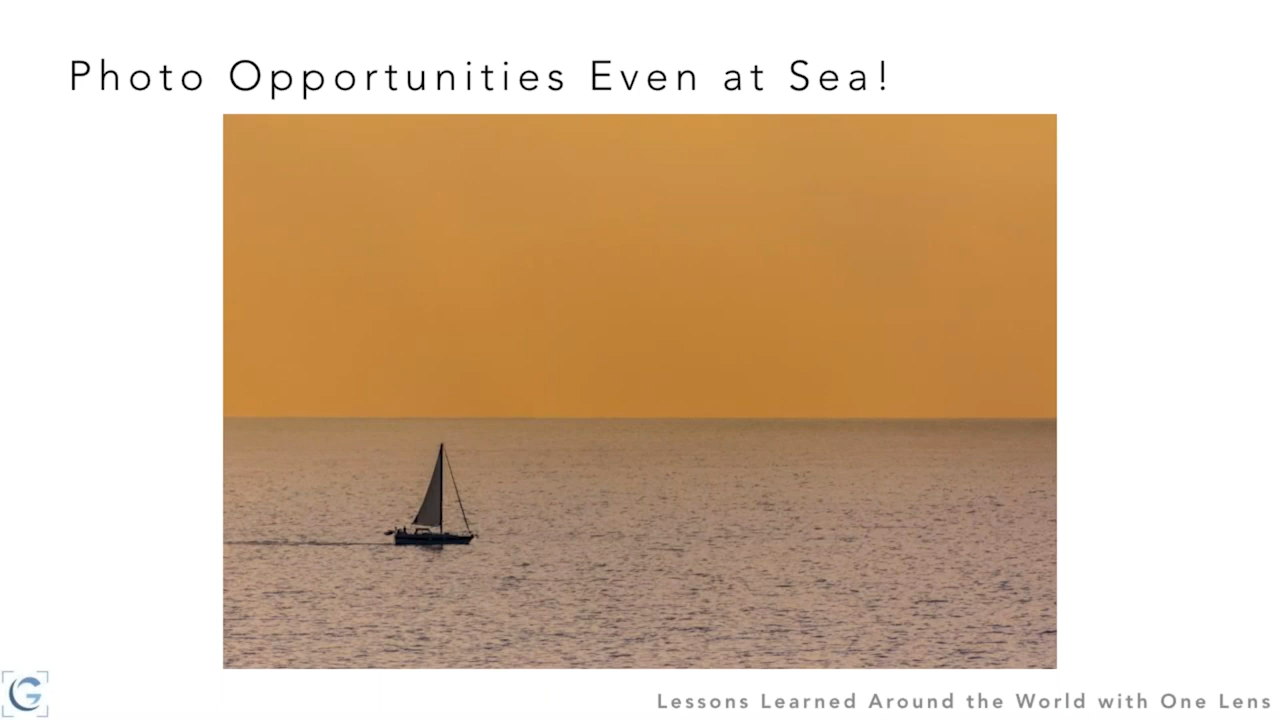 Photo Opportunities Even at Sea!
G
Lessons Learned Around the World with One Lens